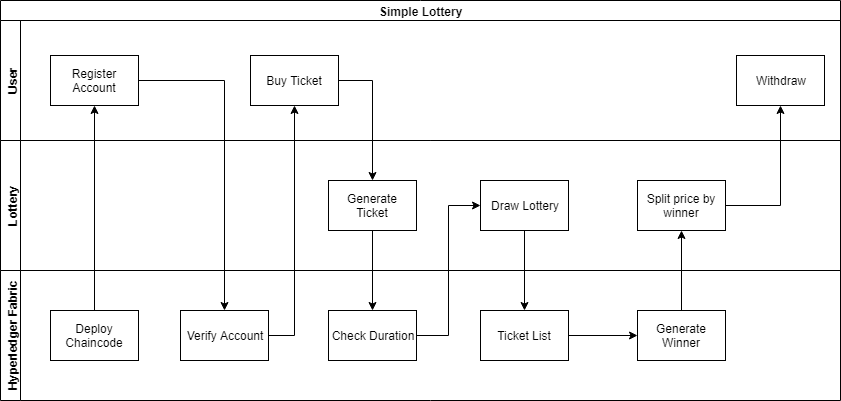 Simple Lottery
User
Register
Account
Buy Ticket
Withdraw
Lottery
Generate
Ticket
Draw Lottery
Split price by
winner
Hyperledger Fabric
Deploy
Chaincode
Verify Account
Check Duration
Ticket List
Generate
Winner